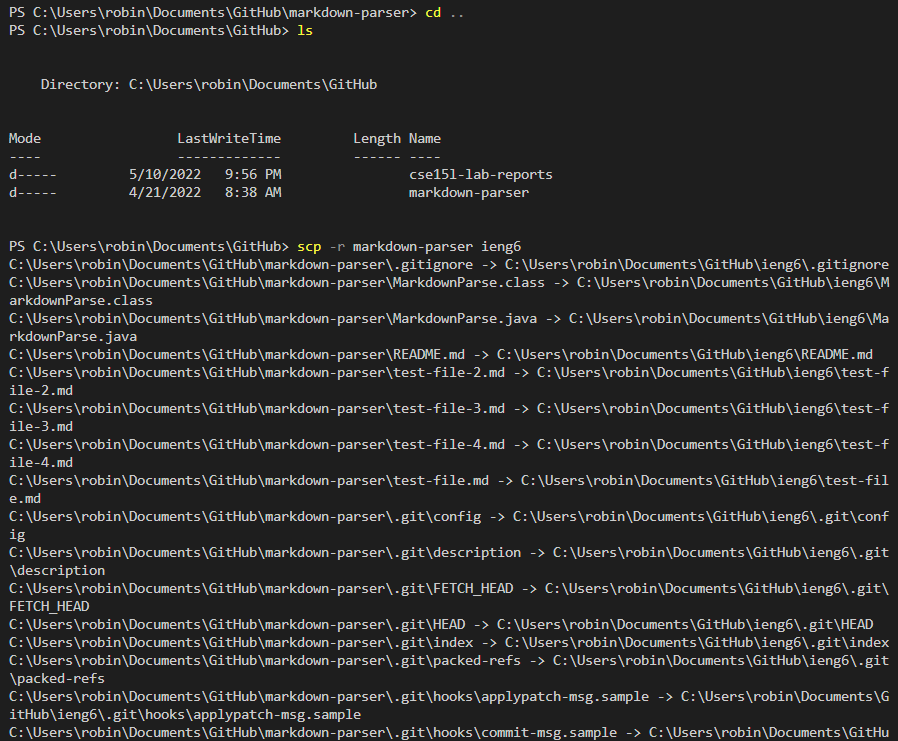 PS C:\Users\robin\Documents\GitHub\markdown-parser> cd ..
PS C:\Users\robin\Documents\GitHub> ls
Directory: C:\Users\robin\Documents\GitHub
Mode LastWriteTime Length Name
---- ------------- ------ ----
d----- 5/10/2022 9:56 PM cse15l-lab-reports
d----- 4/21/2022 8:38 AM markdown-parser
PS C:\Users\robin\Documents\GitHub> scp -r markdown-parser ieng6
C:\Users\robin\Documents\GitHub\markdown-parser\.gitignore -> C:\Users\robin\Documents\GitHub\ieng6\.gitignore
C:\Users\robin\Documents\GitHub\markdown-parser\MarkdownParse.class -> C:\Users\robin\Documents\GitHub\ieng6\M
arkdownParse.class
C:\Users\robin\Documents\GitHub\markdown-parser\MarkdownParse.java -> C:\Users\robin\Documents\GitHub\ieng6\Ma
rkdownParse.java
C:\Users\robin\Documents\GitHub\markdown-parser\README.md -> C:\Users\robin\Documents\GitHub\ieng6\README.md
C:\Users\robin\Documents\GitHub\markdown-parser\test-file-2.md -> C:\Users\robin\Documents\GitHub\ieng6\test-f
ile-2.md
C:\Users\robin\Documents\GitHub\markdown-parser\test-file-3.md -> C:\Users\robin\Documents\GitHub\ieng6\test-f
ile-3.md
C:\Users\robin\Documents\GitHub\markdown-parser\test-file-4.md -> C:\Users\robin\Documents\GitHub\ieng6\test-f
ile-4.md
C:\Users\robin\Documents\GitHub\markdown-parser\test-file.md -> C:\Users\robin\Documents\GitHub\ieng6\test-fil
e.md
C:\Users\robin\Documents\GitHub\markdown-parser\.git\config -> C:\Users\robin\Documents\GitHub\ieng6\.git\conf
ig
C:\Users\robin\Documents\GitHub\markdown-parser\.git\description -> C:\Users\robin\Documents\GitHub\ieng6\.git
\description
C:\Users\robin\Documents\GitHub\markdown-parser\.git\FETCH_HEAD -> C:\Users\robin\Documents\GitHub\ieng6\.git\
FETCH_HEAD
C:\Users\robin\Documents\GitHub\markdown-parser\.git\HEAD -> C:\Users\robin\Documents\GitHub\ieng6\.git\HEAD
C:\Users\robin\Documents\GitHub\markdown-parser\.git\index -> C:\Users\robin\Documents\GitHub\ieng6\.git\index
C:\Users\robin\Documents\GitHub\markdown-parser\.git\packed-refs -> C:\Users\robin\Documents\GitHub\ieng6\.git
\packed-refs
C:\Users\robin\Documents\GitHub\markdown-parser\.git\hooks\applypatch-msg.sample -> C:\Users\robin\Documents\G
itHub\ieng6\.git\hooks\applypatch-msg.sample
C:\Users\robin\Documents\GitHub\markdown-parser\.git\hooks\commit-msg.sample -> C:\Users\robin\Documents\GitHu